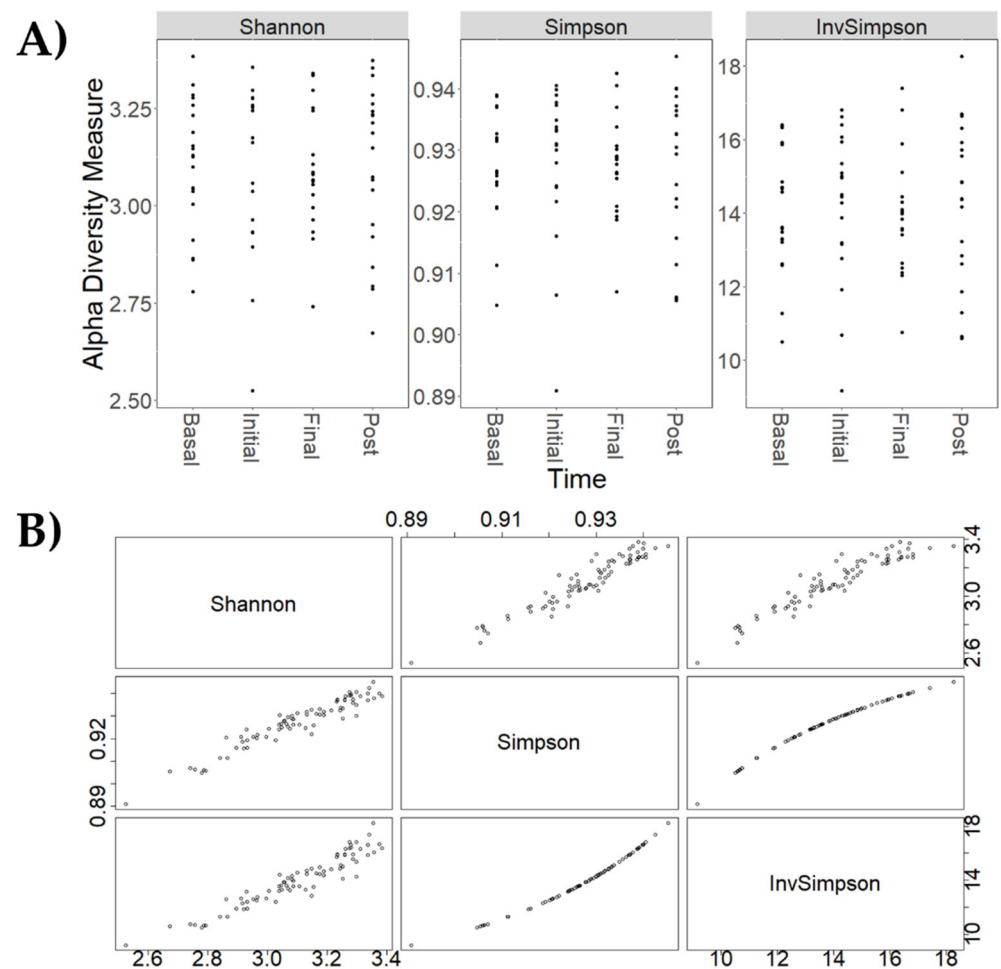 A)
Shannon Simpson InvSimpson
Alpha Diversity Measure
3.25
3.00
2.75
2.50
0.94
0.93
0.92
0.91
0.90
0.89
18
16
14
12
10
Basal Initial Final Post
Basal Initial Final Post
Basal Initial Final Post
Time
B)
0.89 0.91 0.93
Shannon
2.6 3.0 3.4
0.89 0.92
Simpson
InvSimpson
10 14 18
2.6 2.8 3.0 3.2 3.4
10 12 14 16 18